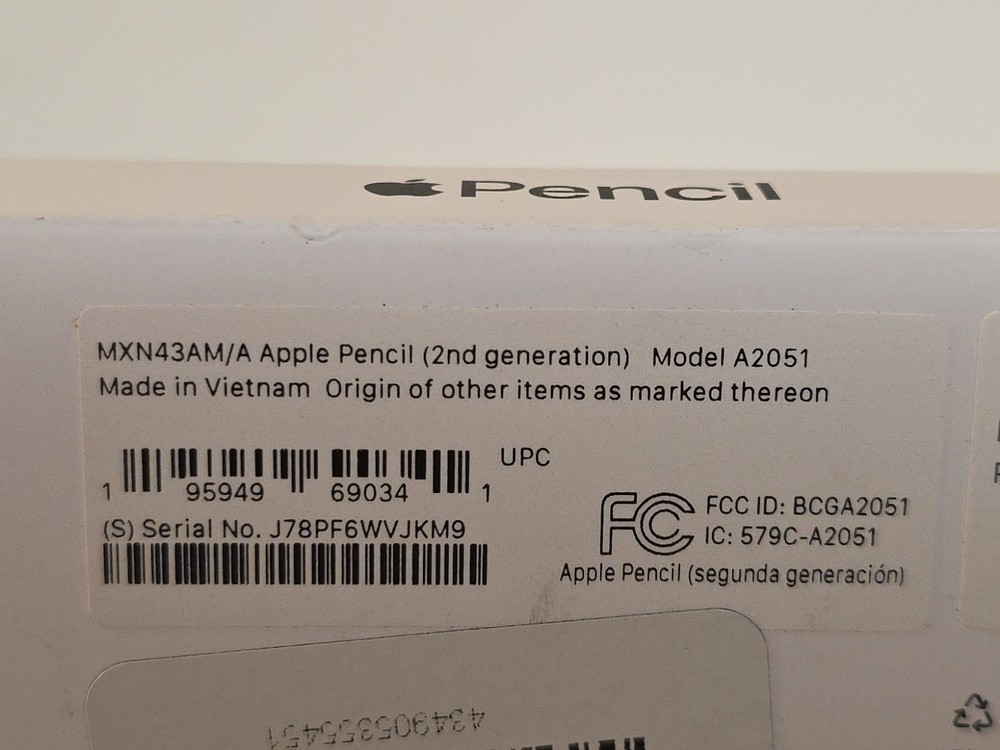 Pencil
MXN43AM/A Apple Pencil (2nd generation) Model A2051
Made in Vietnam Origin of other items as marked thereon
UPC
1 95949 69034 1
(S) Serial No. J78PF6WVJKM9
FCC ID: BCGA2051
IC: 579C-A2051
Apple Pencil (segunda generación)